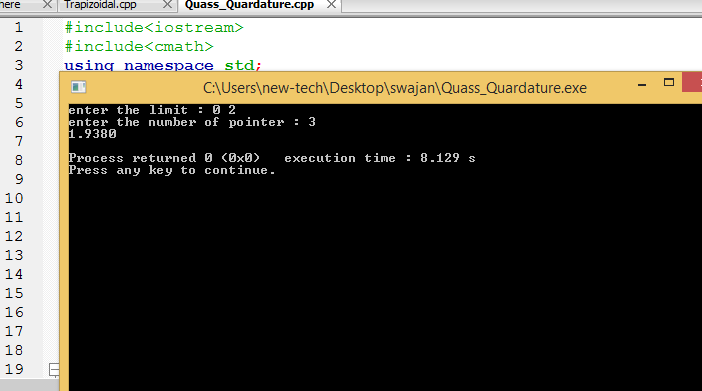 here Trapizoidal.cpp Quass_Quardature.cpp
1 #include<iostream>
2 #include<cmath>
3 using namespace std;
4
C:\Users\new-tech\Desktop\swajan\Quass_Quardature.exe
5 enter the limit : 0 2
6 enter the number of pointer : 3
7 1.9380
8 Process returned 0 (0x0) execution time : 8.129 s
9 Press any key to continue.
10
11
12
13
14
15
16
17
18
19